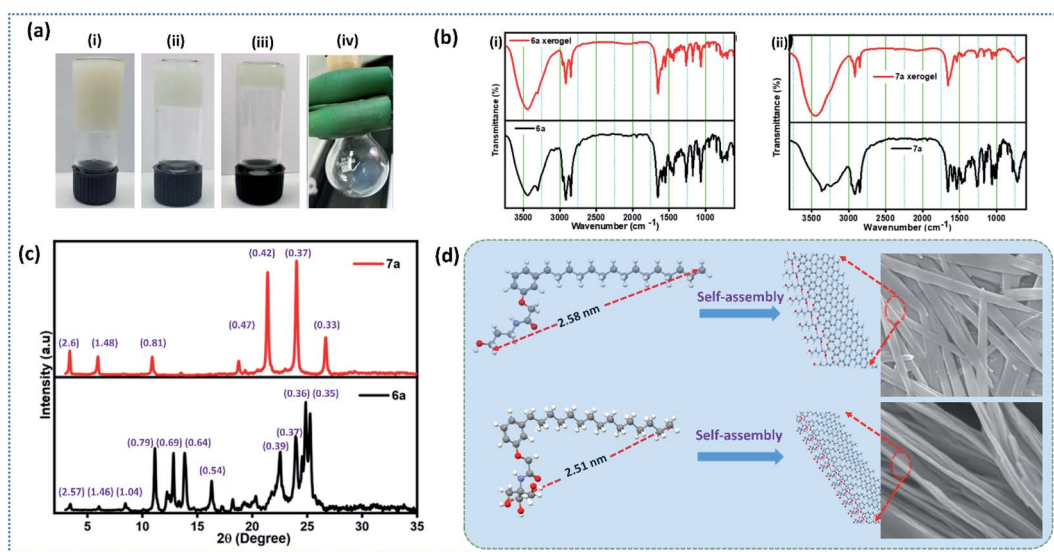 (a)
(i) (ii) (iii) (iv)
(b)
(i)
6a xerogel
6a
Transmittance (%)
3500 3000 2500 2000 1500 1000
Wavenumber (cm⁻¹)
(ii)
7a xerogel
7a
Transmittance (%)
3500 3000 2500 2000 1500 1000
Wavenumber (cm⁻¹)
(c)
7a
(2.6) (1.48) (0.81) (0.47) (0.42) (0.37) (0.33)
6a
(2.57) (1.46) (1.04) (0.79) (0.69) (0.64) (0.54) (0.39) (0.37) (0.36) (0.35)
Intensity (a.u)
5 10 15 20 25 30 35
2θ (Degree)
(d)
2.58 nm
Self-assembly
2.51 nm
Self-assembly